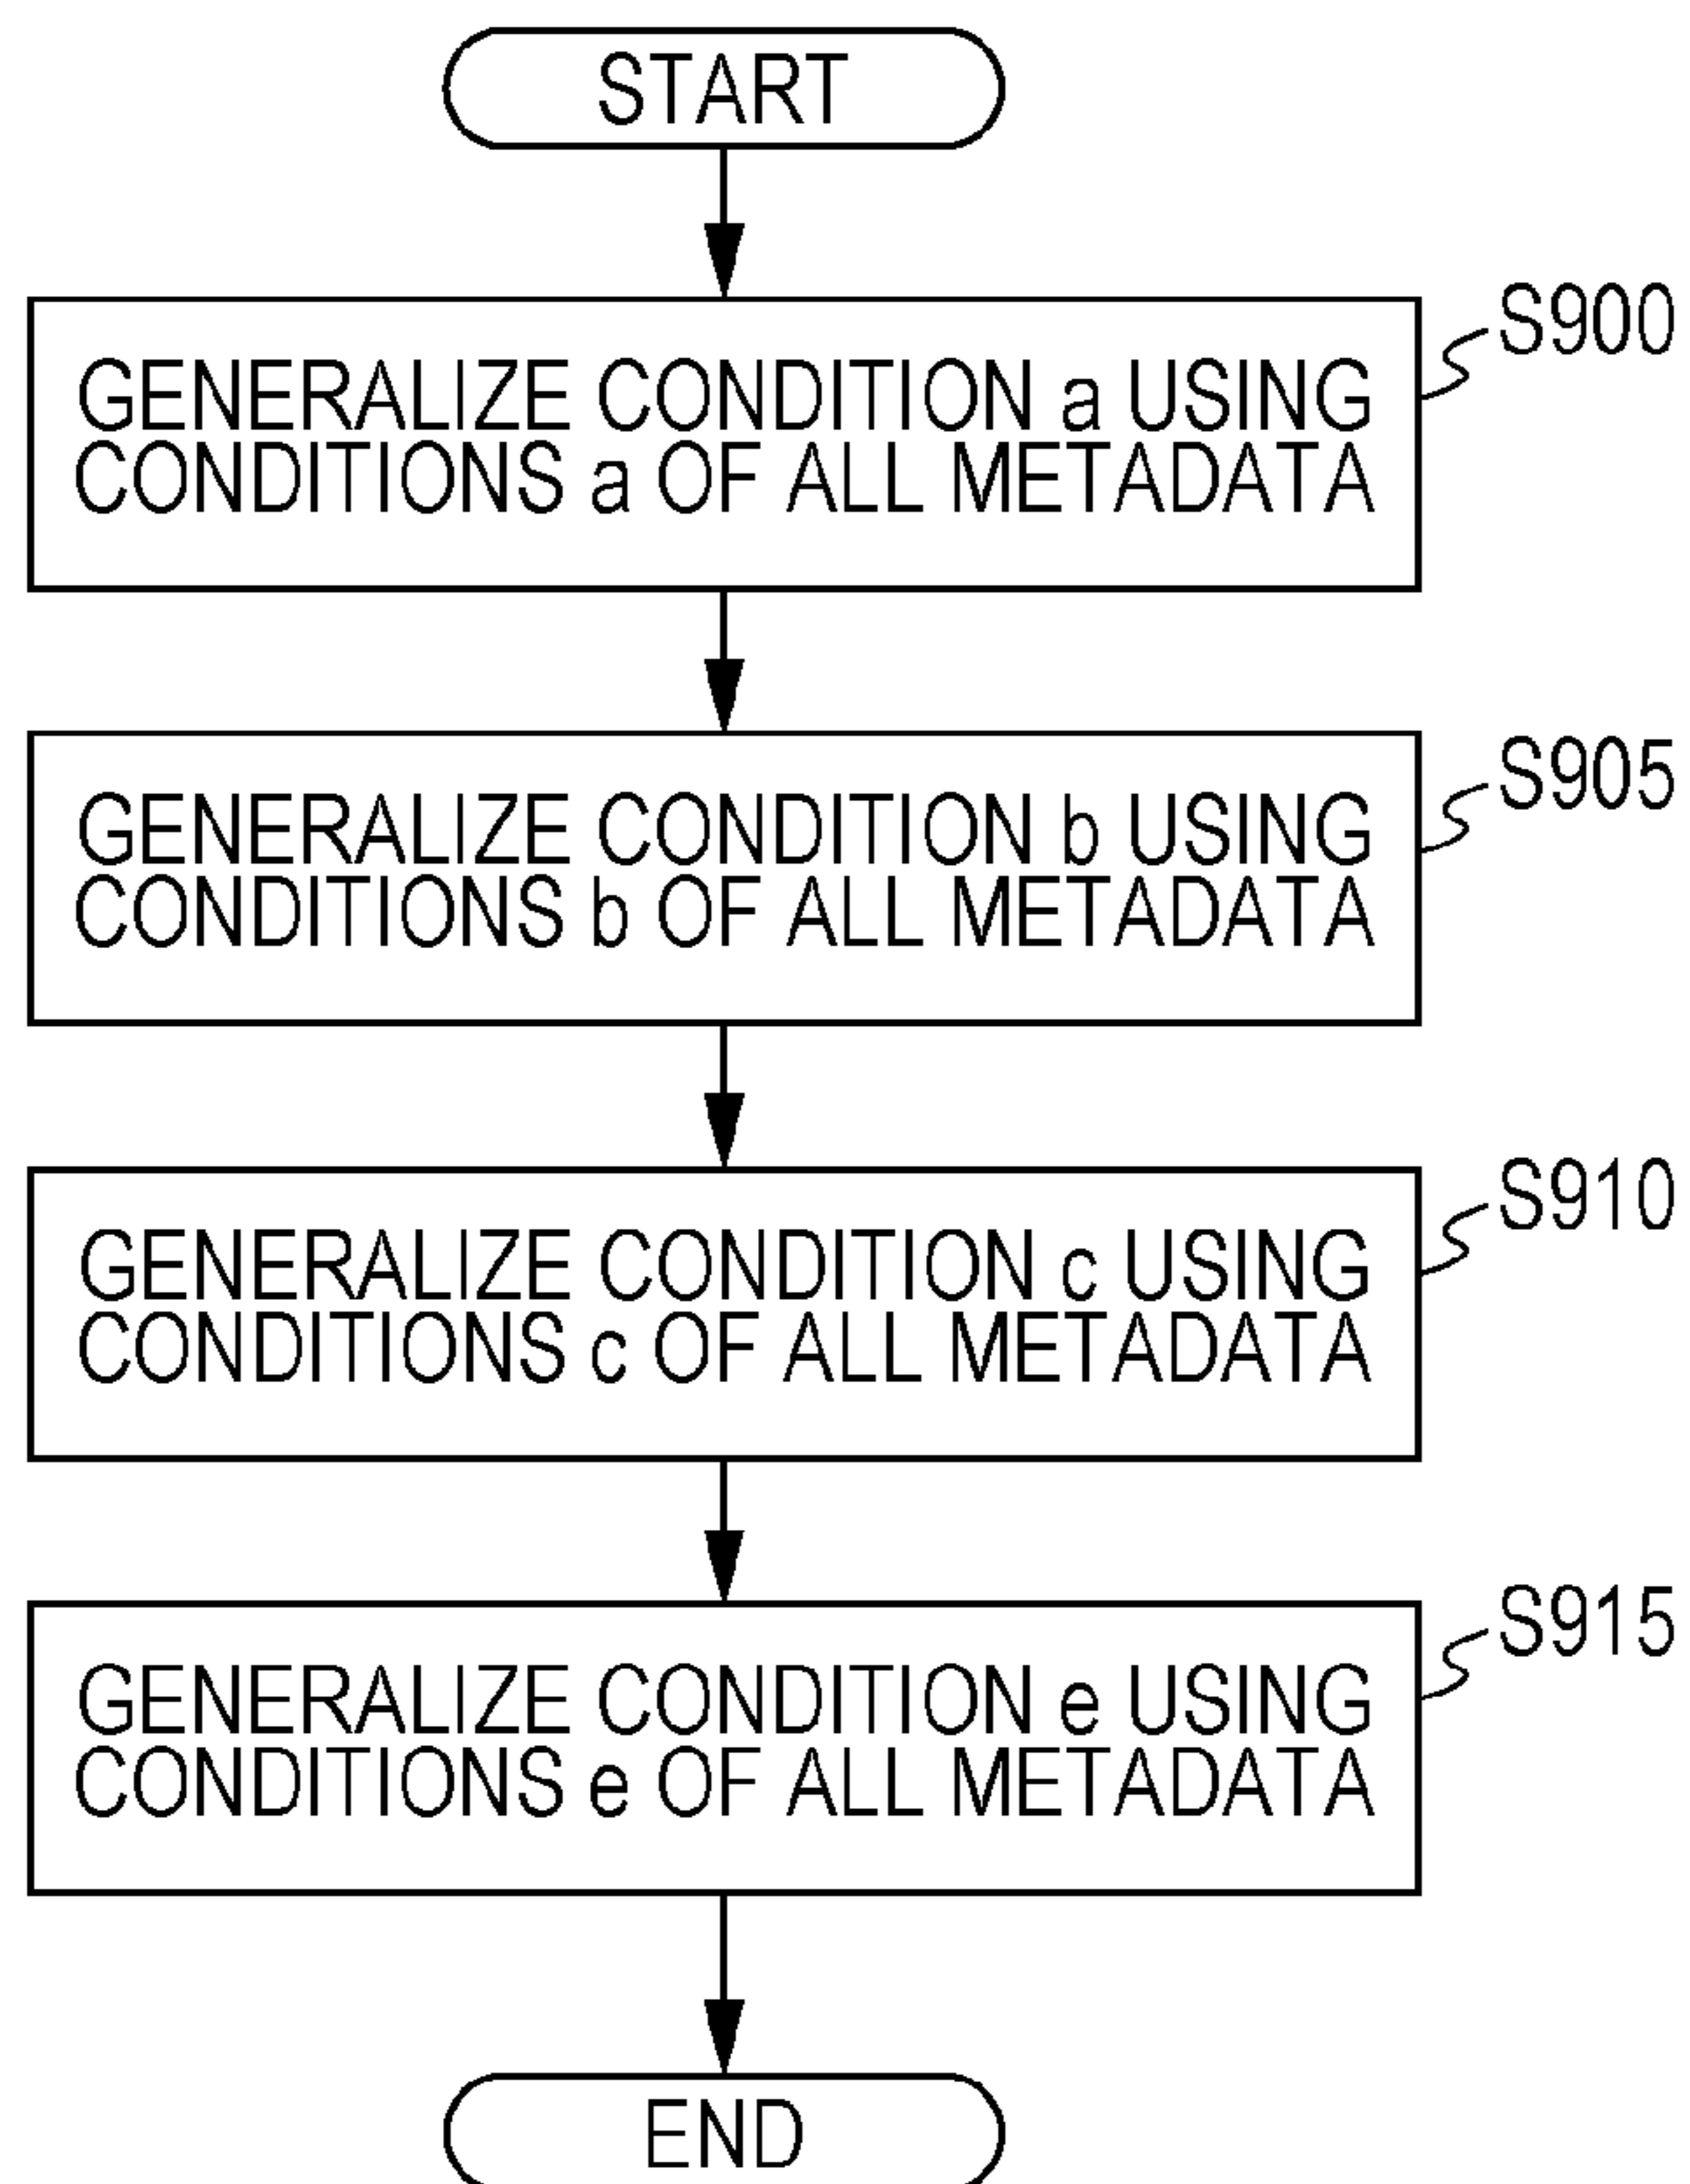 START
S900
GENERALIZE CONDITION a USING
CONDITIONS a OF ALL METADATA
S905
GENERALIZE CONDITION b USING
CONDITIONS b OF ALL METADATA
S910
GENERALIZE CONDITION c USING
CONDITIONS c OF ALL METADATA
S915
GENERALIZE CONDITION e USING
CONDITIONS e OF ALL METADATA
END